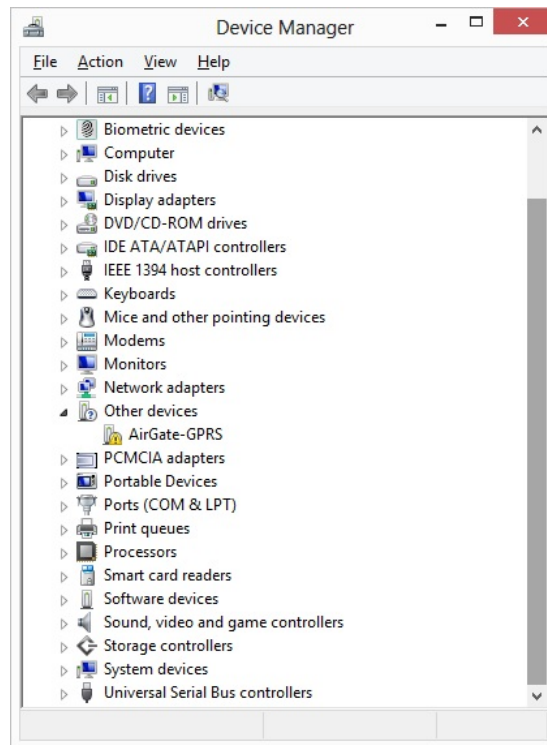 Device Manager
File Action View Help
Biometric devices
Computer
Disk drives
Display adapters
DVD/CD-ROM drives
IDE ATA/ATAPI controllers
IEEE 1394 host controllers
Keyboards
Mice and other pointing devices
Modems
Monitors
Network adapters
Other devices
AirGate-GPRS
PCMCIA adapters
Portable Devices
Ports (COM & LPT)
Print queues
Processors
Smart card readers
Software devices
Sound, video and game controllers
Storage controllers
System devices
Universal Serial Bus controllers